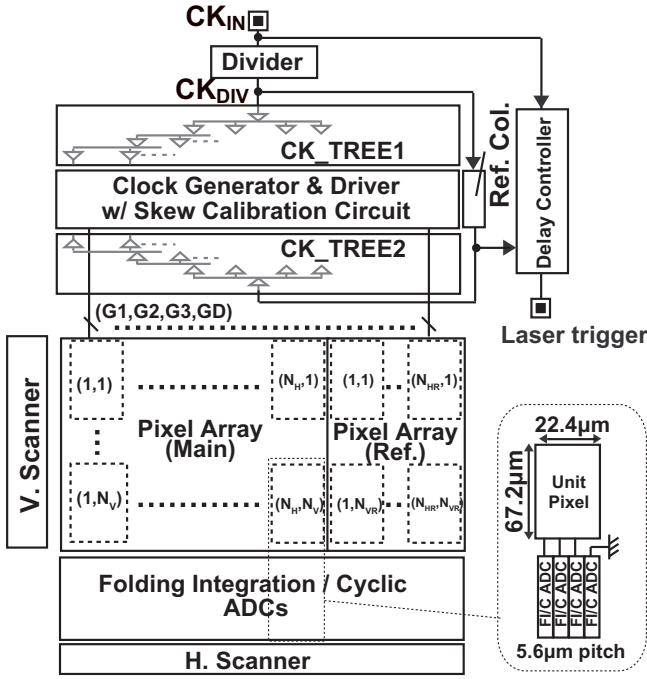 CK_IN
Divider
CK_DIV
CK_TREE1
Clock Generator & Driver
w/ Skew Calibration Circuit
CK_TREE2
Ref. Col.
Delay Controller
Laser trigger
(G1,G2,G3,GD)
V. Scanner
(1,1)
(N_H,1)
(1,1)
(N_HR,1)
Pixel Array
(Main)
Pixel Array
(Ref.)
(1,N_V)
(N_H,N_V)
(1,N_VR)
(N_HR,N_VR)
Folding Integration / Cyclic
ADCs
H. Scanner
22.4µm
67.2µm
Unit
Pixel
FI/C ADC
FI/C ADC
FI/C ADC
FI/C ADC
5.6µm pitch